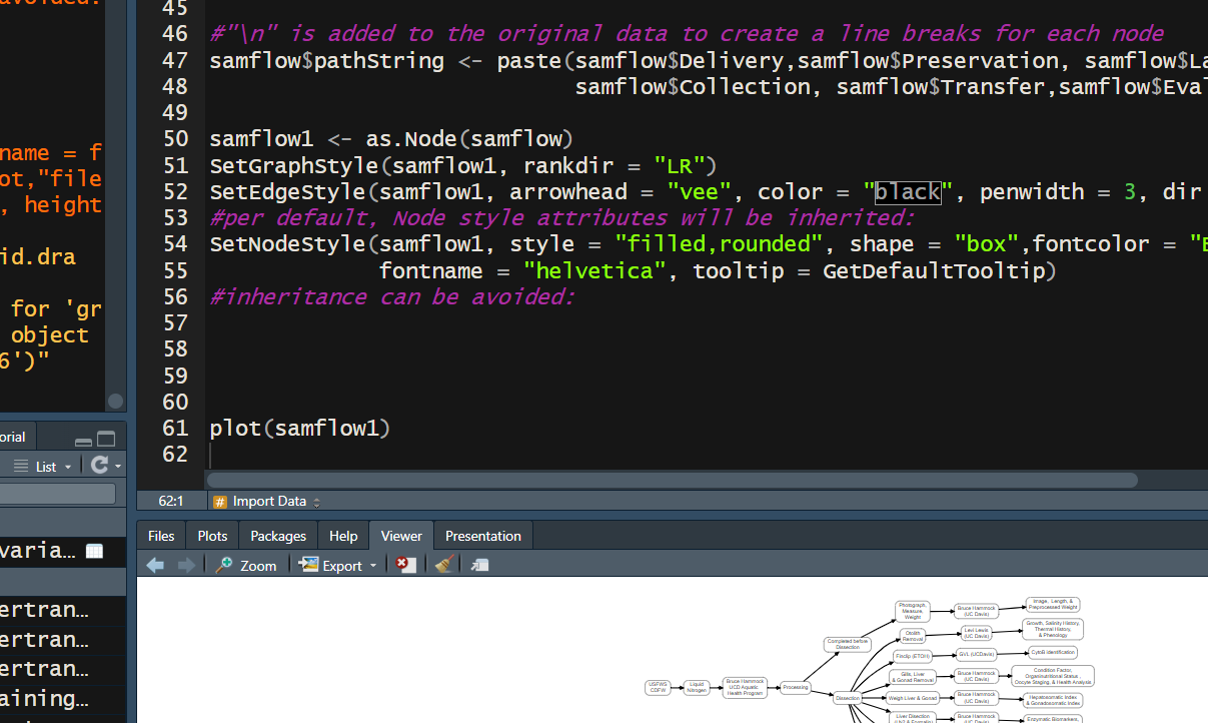 avoided:
name = f
ot,"file
, height
id.dra
for 'gr
object
6')"
orial
List
varia...
ertran...
ertran...
ertran...
aining...
45
46 #"\n" is added to the original data to create a line breaks for each node
47 samflow$pathString <- paste(samflow$Delivery,samflow$Preservation, samflow$La
48 samflow$Collection, samflow$Transfer,samflow$Eval
49
50 samflow1 <- as.Node(samflow)
51 SetGraphStyle(samflow1, rankdir = "LR")
52 SetEdgeStyle(samflow1, arrowhead = "vee", color = "black", penwidth = 3, dir
53 #per default, Node style attributes will be inherited:
54 SetNodeStyle(samflow1, style = "filled,rounded", shape = "box",fontcolor = "B
55 fontname = "helvetica", tooltip = GetDefaultTooltip)
56 #inheritance can be avoided:
57
58
59
60
61 plot(samflow1)
62
62:1 # Import Data
Files Plots Packages Help Viewer Presentation
Zoom Export
USFWS
CDFW
Liquid
Nitrogen
Bruce Hammock
UCD Aquatic
Health Program
Processing
Completed before
Dissection
Dissection
Photograph,
Measure,
Weight
Bruce Hammock
(UC Davis)
Image, Length, &
Preprocessed Weight
Otolith
Removal
Levi Lewis
(UC Davis)
Growth, Salinity History,
Thermal History,
& Phenology
Finclip (ETOH)
GVL (UCDavis)
CytnB Identification
Gills, Liver
& Gonad Removal
Bruce Hammock
(UC Davis)
Condition Factor,
Organisnutritional Status,
Oocyte Staging, & Health Analysis
Weigh Liver & Gonad
Bruce Hammock
(UC Davis)
Hepatosomatic Index
& Gonadosomatic Index
Liver Dissection
Bruce Hammock
Enzymatic Biomarkers,